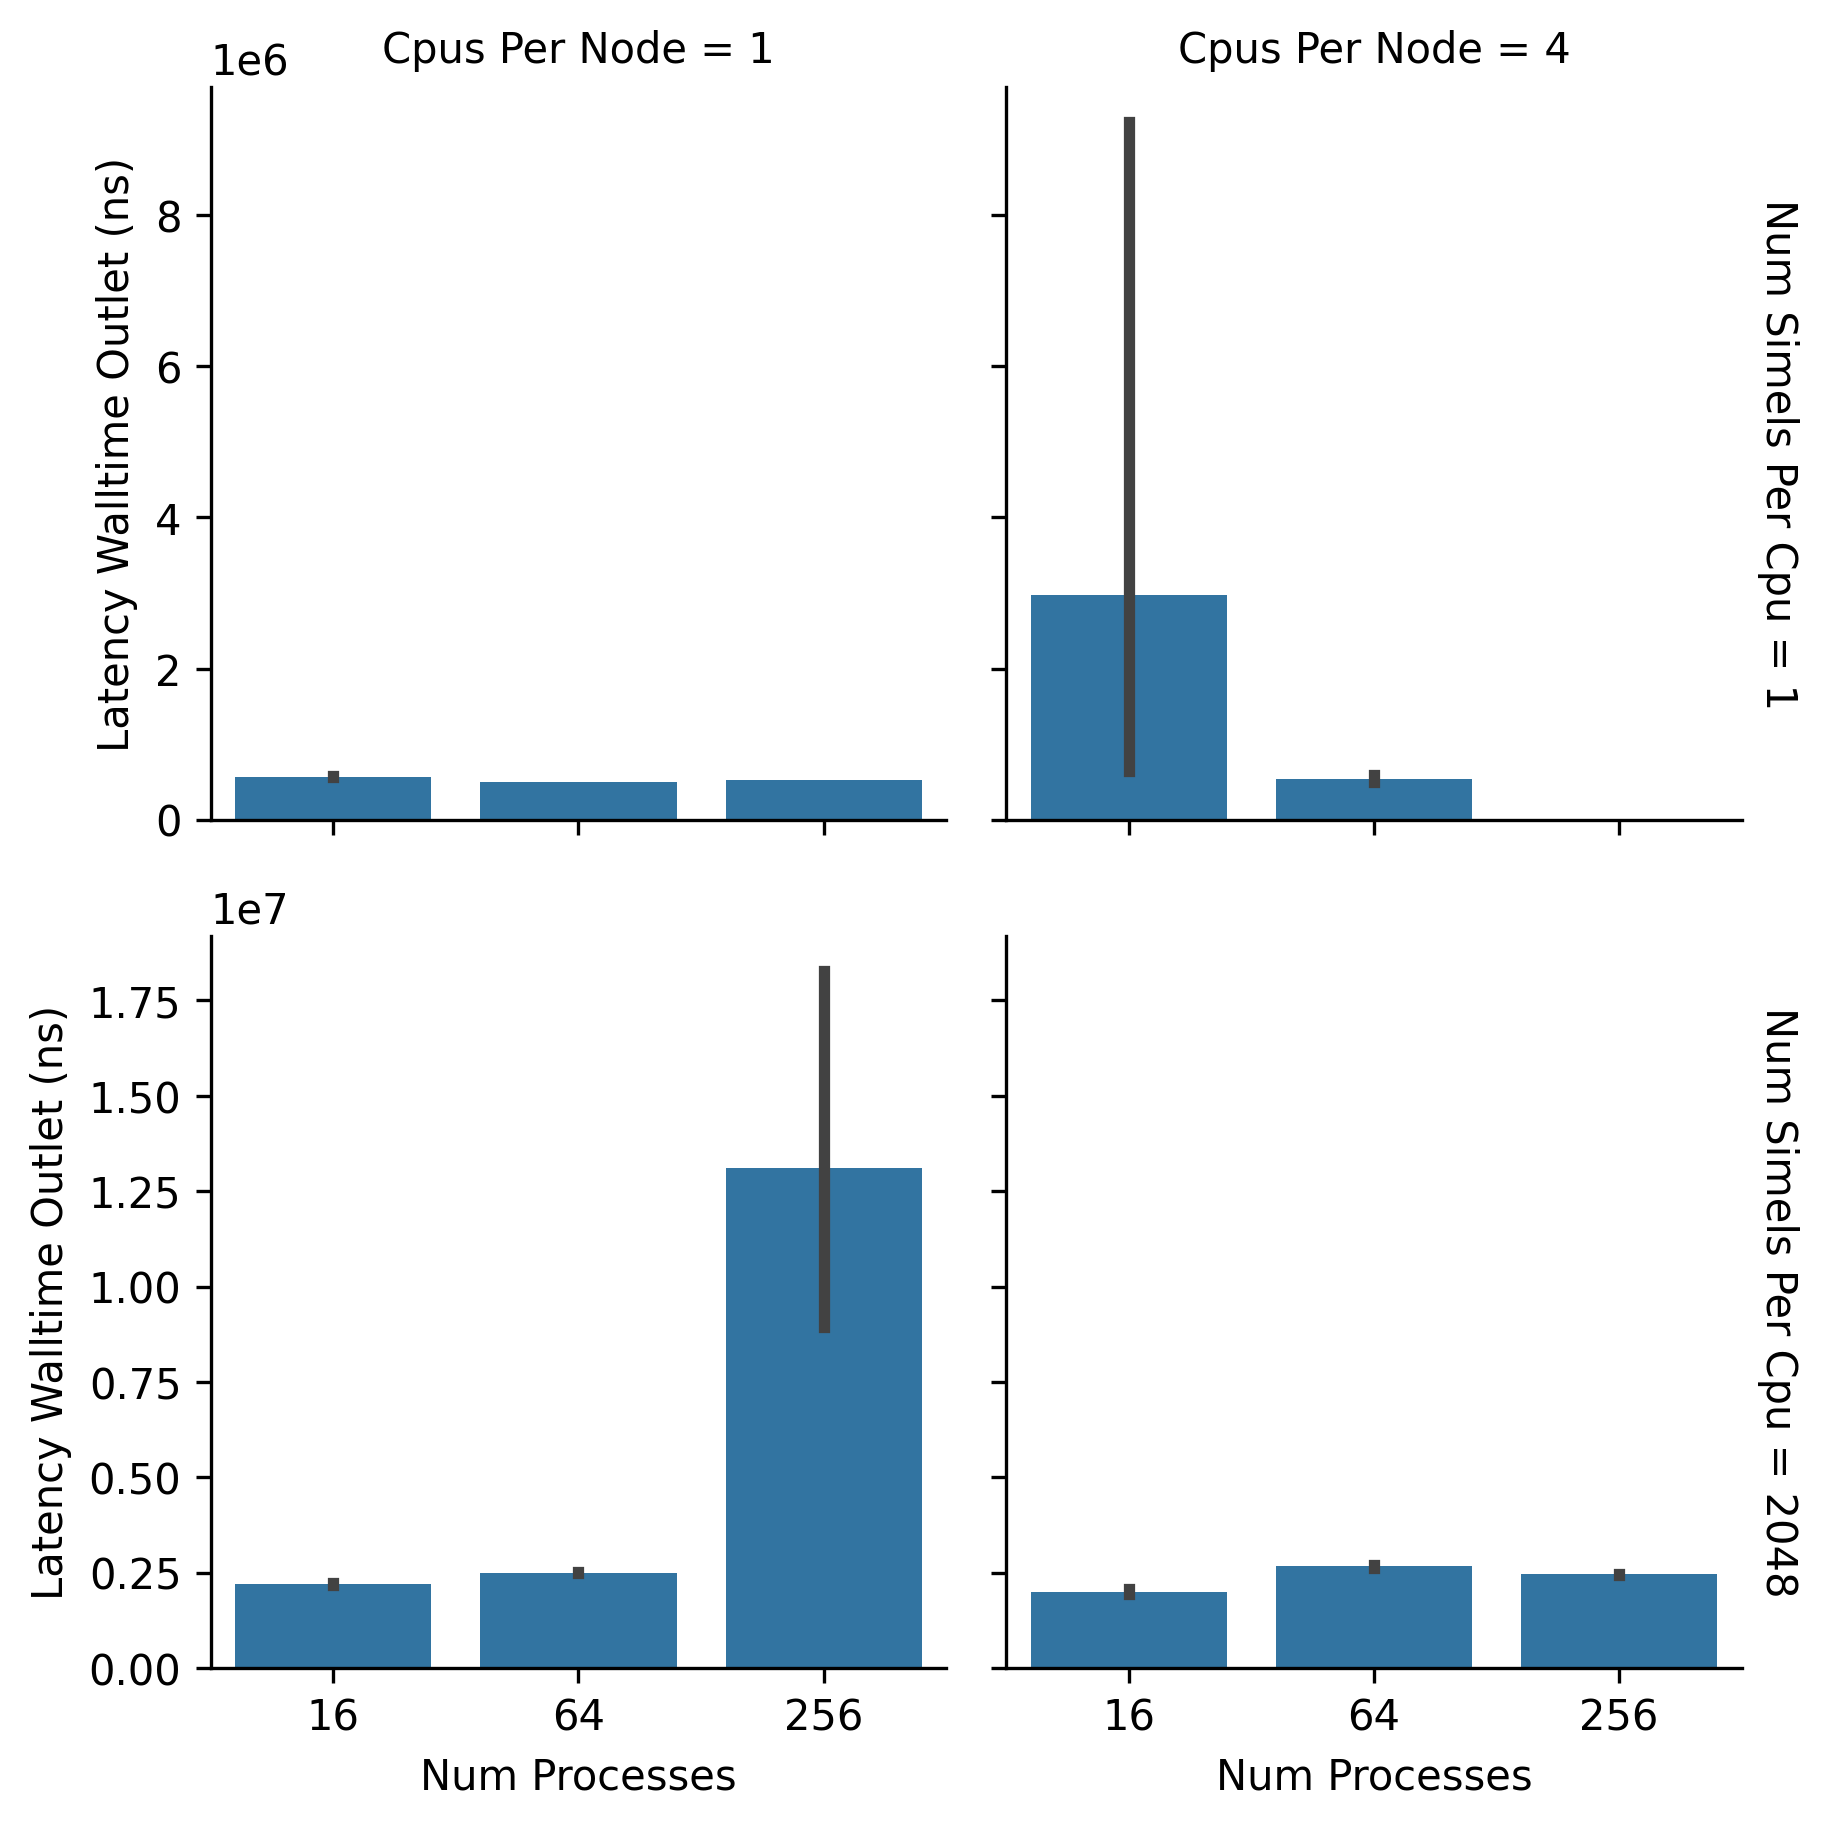 Cpus Per Node = 1
Cpus Per Node = 4
1e6
8
6
4
2
0
Latency Walltime Outlet (ns)
Num Simels Per Cpu = 1
1e7
1.75
1.50
1.25
1.00
0.75
0.50
0.25
0.00
Latency Walltime Outlet (ns)
Num Simels Per Cpu = 2048
16 64 256
16 64 256
Num Processes
Num Processes